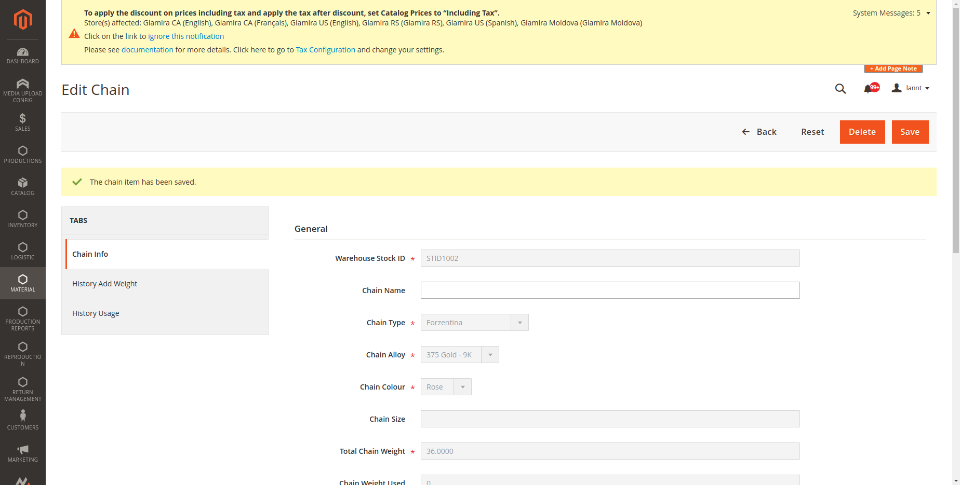 To apply the discount on prices including tax and apply the tax after discount, set Catalog Prices to “Including Tax”.
Store(s) affected: Glamira CA (English), Glamira CA (Français), Glamira US (English), Glamira RS (Glamira RS), Glamira US (Spanish), Glamira Moldova (Glamira Moldova)
Click on the link to ignore this notification
Please see documentation for more details. Click here to go to Tax Configuration and change your settings.
System Messages: 5
+ Add Page Note
Edit Chain
99+
lannt
Back
Reset
Delete
Save
The chain item has been saved.
DASHBOARD
MEDIA UPLOAD
CONFIG
$
SALES
PRODUCTIONS
CATALOG
INVENTORY
LOGISTIC
MATERIAL
PRODUCTION
REPORTS
REPRODUCTIO
N
RETURN
MANAGEMENT
CUSTOMERS
MARKETING
TABS
Chain Info
History Add Weight
History Usage
General
Warehouse Stock ID * STID1002
Chain Name
Chain Type * Forzentina
Chain Alloy * 375 Gold - 9K
Chain Colour * Rose
Chain Size
Total Chain Weight * 36.0000
Chain Weight Used 0